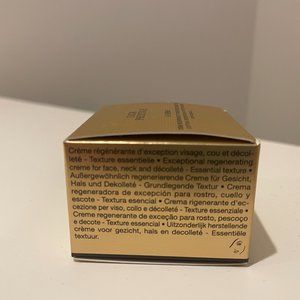 Crème régénérante d'exception visage, cou et décol-
leté - Texture essentielle • Exceptional regenerating
creme for face, neck and décolleté - Essential texture •
Außergewöhnlich regenerierende Creme für Gesicht,
Hals und Dekolleté - Grundlegende Textur • Crema
regeneradora de excepción para rostro, cuello y
escote - Textura esencial • Crema rigenerante d'ec-
cezione per viso, collo e décolleté - Texture essenziale •
Creme regenerante de exceção para rosto, pescoço
e decote - Textura essencial • Uitzonderlijk herstellende
crème voor gezicht, hals en decolleté - Essentiële
textuur.